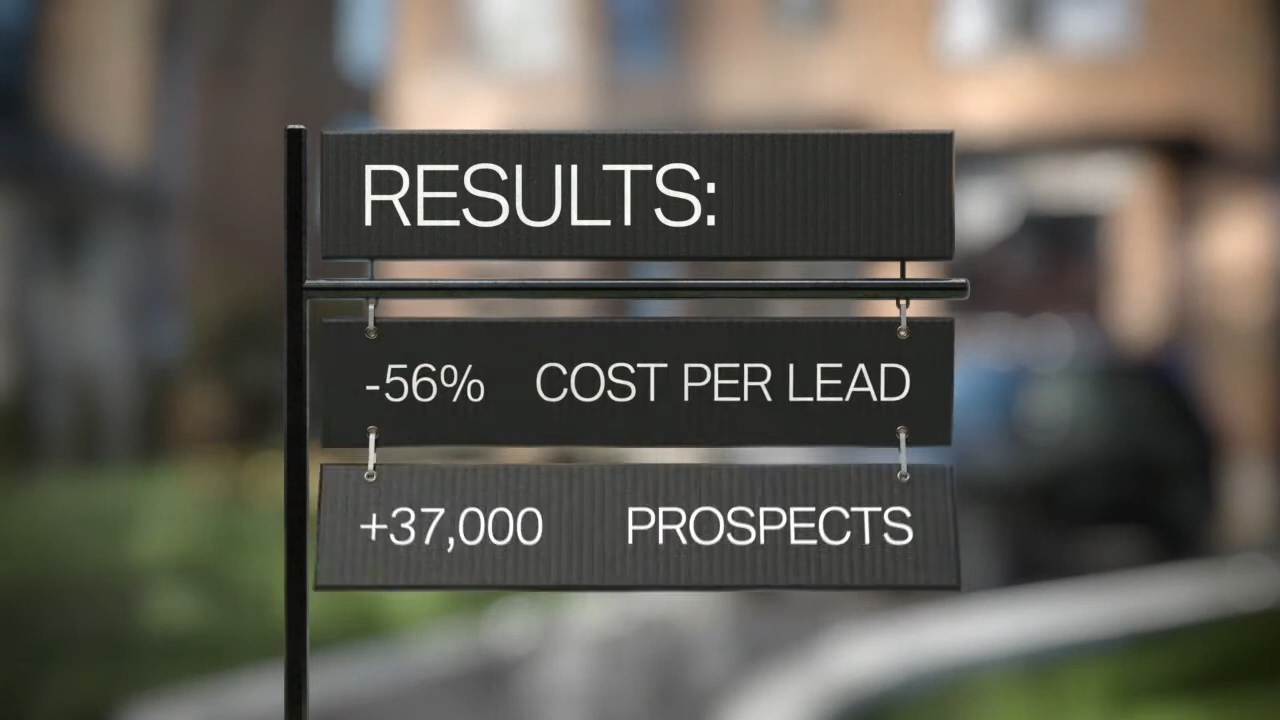 RESULTS:
-56% COST PER LEAD
+37,000 PROSPECTS